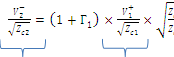 V₂⁻/√Z_c2 = (1 + Γ₁) × V₁⁺/√Z_c1 × √